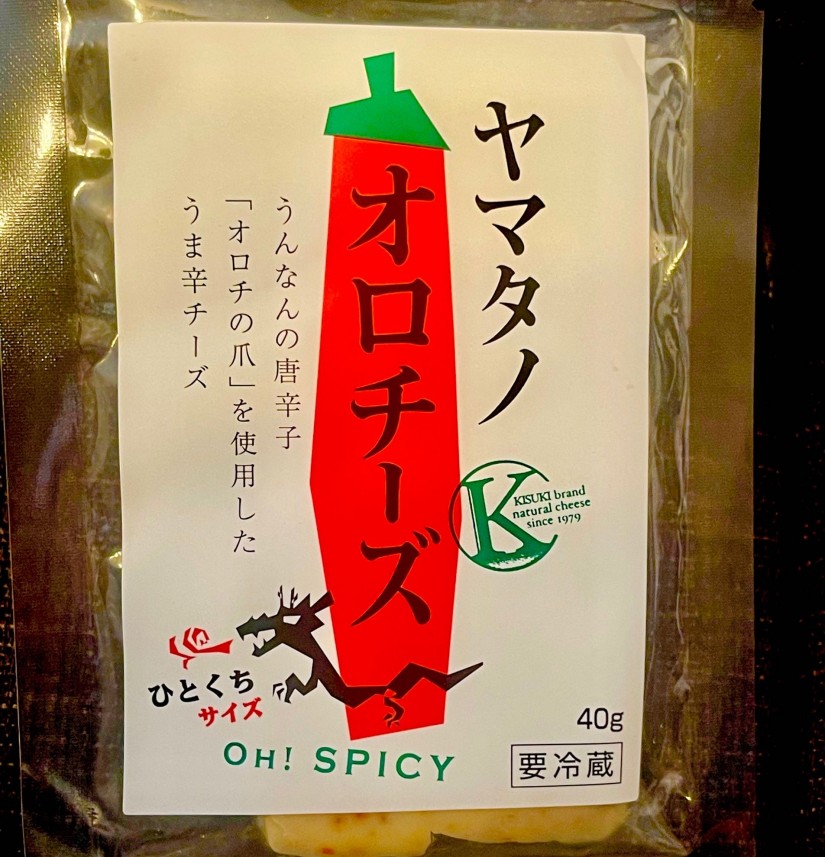 ヤマタノ
オロチーズ
うんなんの唐辛子
「オロチの爪」を使用した
うま辛チーズ
K
KISUKI brand
natural cheese
since 1979
ひとくち
サイズ
OH! SPICY
40g
要冷蔵